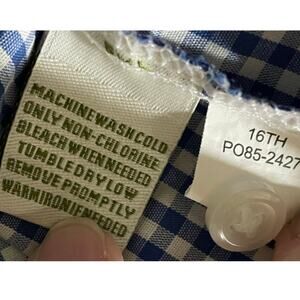 MACHINE WASH COLD
ONLY NON-CHLORINE
BLEACH WHEN NEEDED
TUMBLE DRY LOW
REMOVE PROMPTLY
WARM IRON IF NEEDED
16TH
PO85-2427